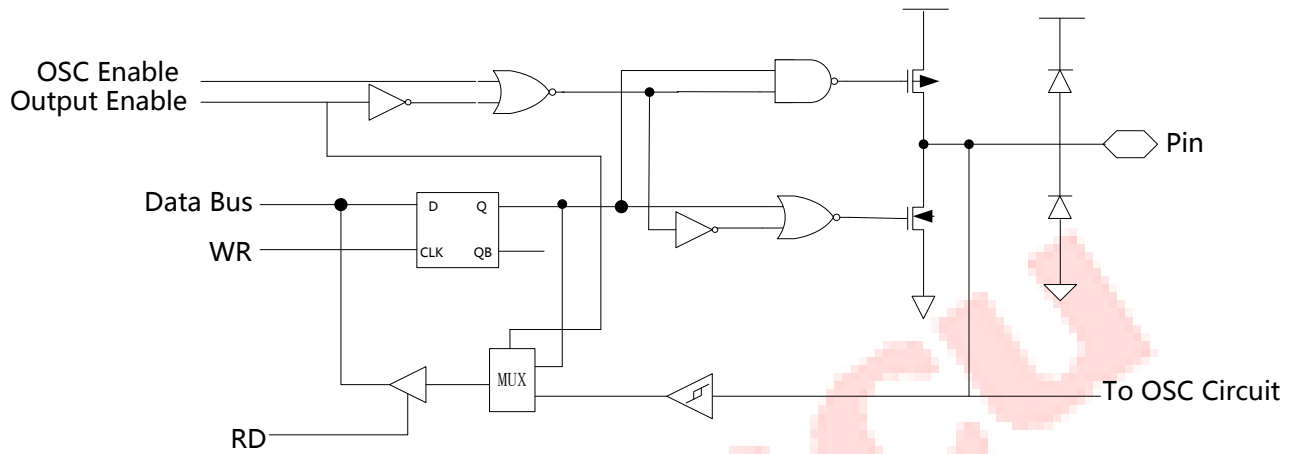 OSC Enable
Output Enable
Pin
Data Bus
D
Q
WR
CLK
QB
MUX
To OSC Circuit
RD